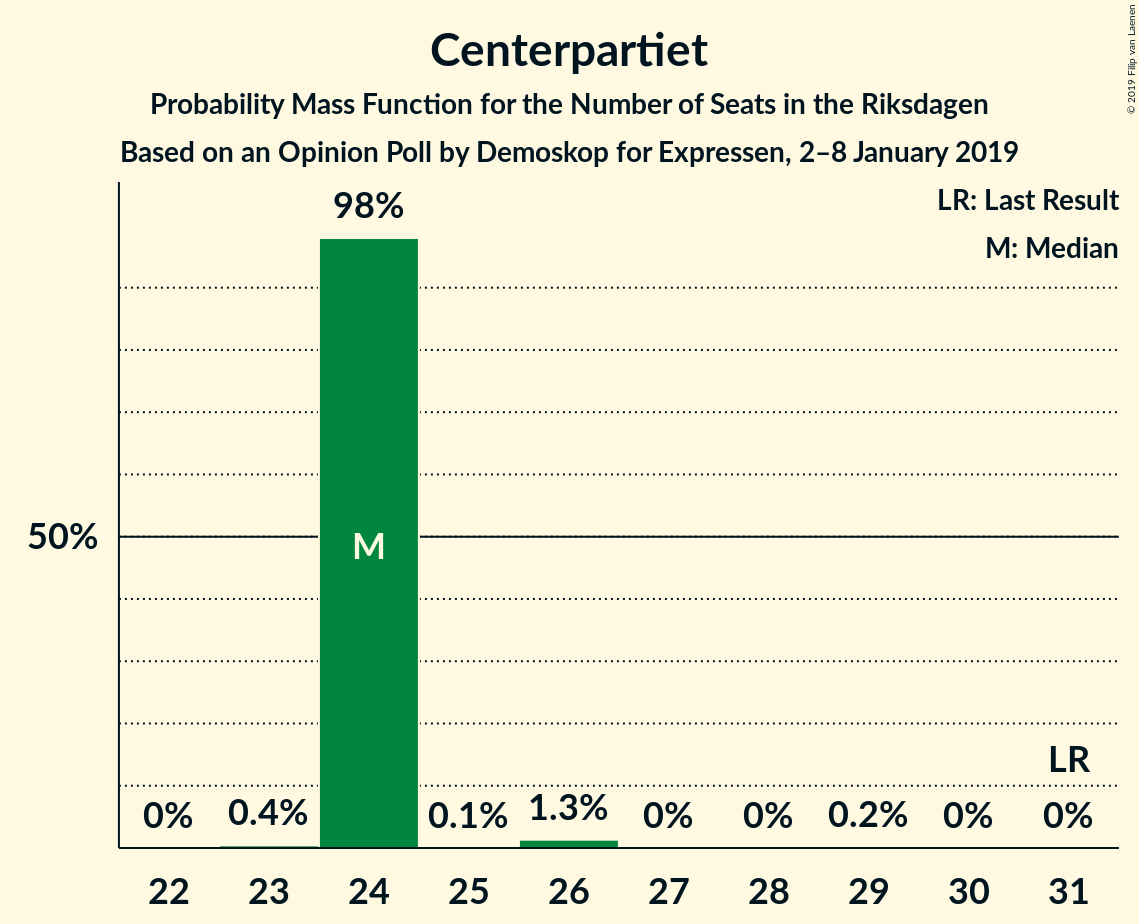 Centerpartiet
Probability Mass Function for the Number of Seats in the Riksdagen
Based on an Opinion Poll by Demoskop for Expressen, 2–8 January 2019
© 2019 Filip van Laenen
LR: Last Result
M: Median
98%
50%
M
LR
0%
0.4%
0.1%
1.3%
0%
0%
0.2%
0%
0%
22
23
24
25
26
27
28
29
30
31